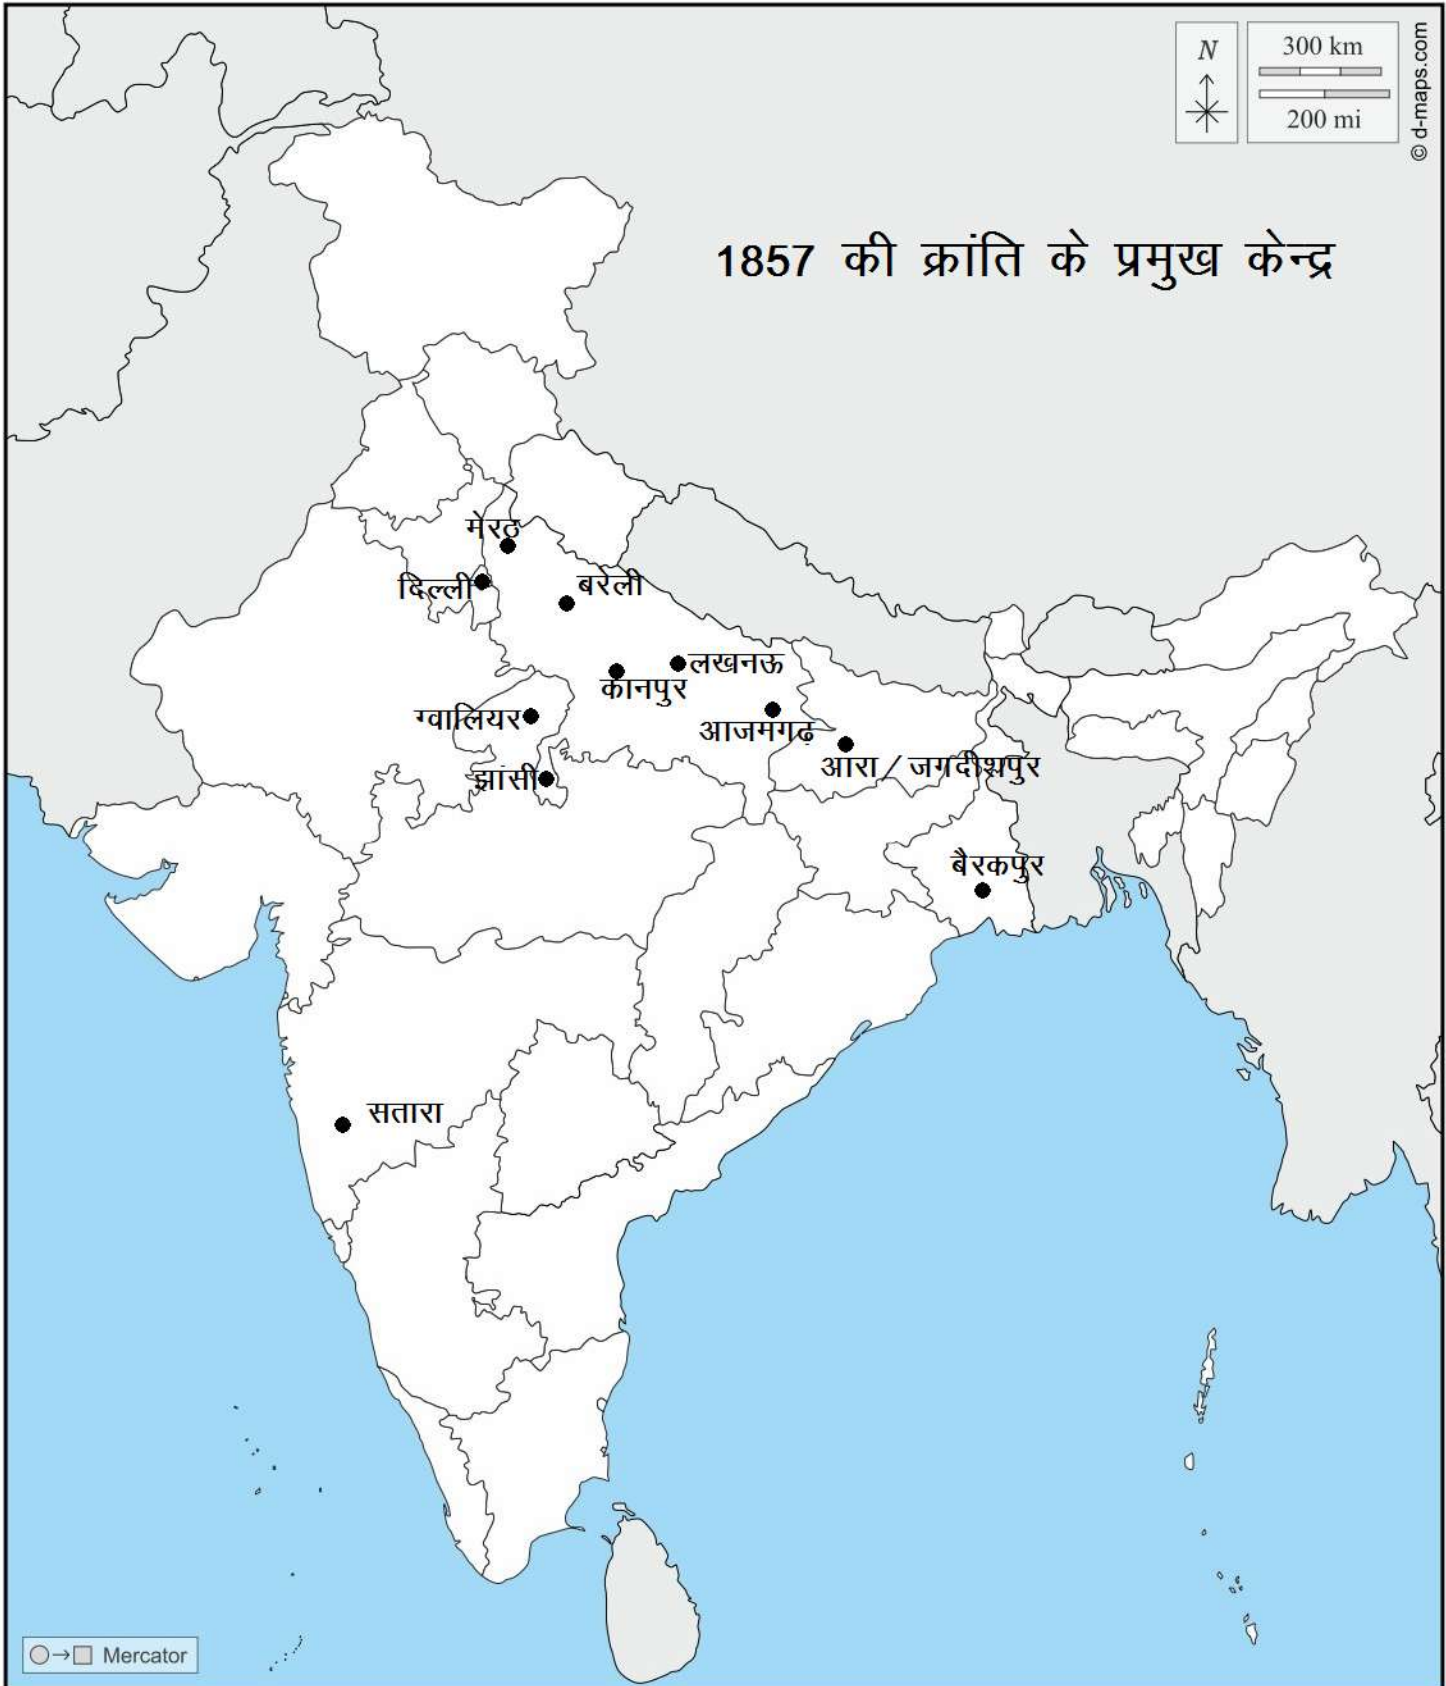 N
300 km
200 mi
© d-maps.com
1857 की क्रांति के प्रमुख केन्द्र
मेरठ
दिल्ली
बरेली
लखनऊ
कानपुर
ग्वालियर
आजमगढ़
आरा/जगदीशपुर
झांसी
बैरकपुर
सतारा
Mercator